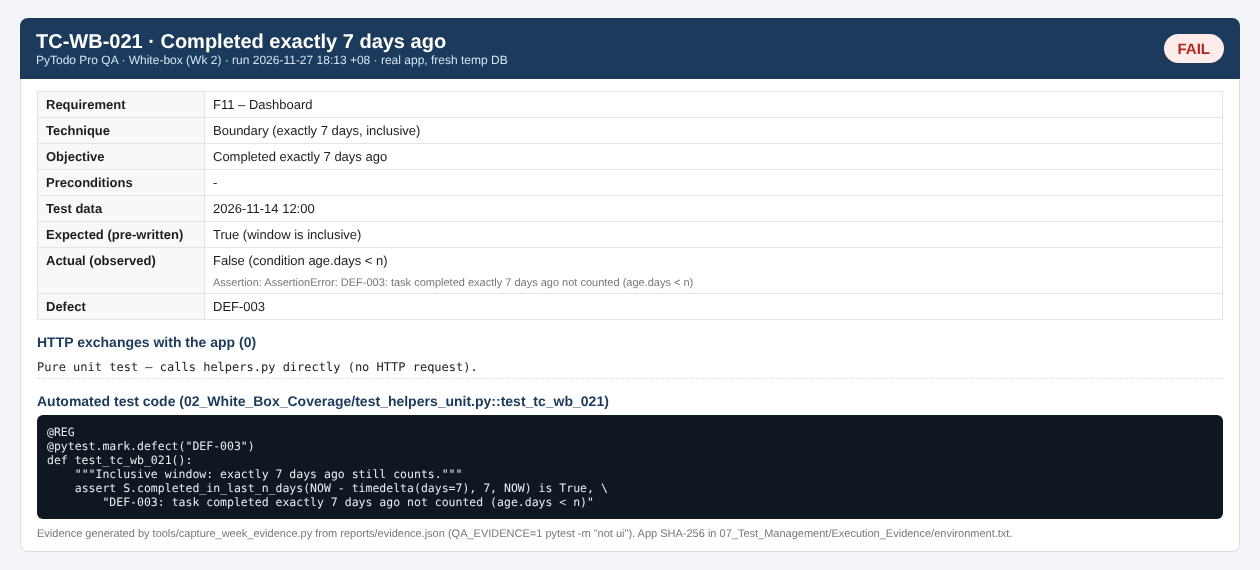 TC-WB-021 · Completed exactly 7 days ago
PyTodo Pro QA · White-box (Wk 2) · run 2026-11-27 18:13 +08 · real app, fresh temp DB
FAIL
Requirement F11 – Dashboard
Technique Boundary (exactly 7 days, inclusive)
Objective Completed exactly 7 days ago
Preconditions -
Test data 2026-11-14 12:00
Expected (pre-written) True (window is inclusive)
Actual (observed) False (condition age.days < n)
Assertion: AssertionError: DEF-003: task completed exactly 7 days ago not counted (age.days < n)
Defect DEF-003
HTTP exchanges with the app (0)
Pure unit test — calls helpers.py directly (no HTTP request).
Automated test code (02_White_Box_Coverage/test_helpers_unit.py::test_tc_wb_021)
@REG
@pytest.mark.defect("DEF-003")
def test_tc_wb_021():
    """Inclusive window: exactly 7 days ago still counts."""
    assert S.completed_in_last_n_days(NOW - timedelta(days=7), 7, NOW) is True, \
        "DEF-003: task completed exactly 7 days ago not counted (age.days < n)"
Evidence generated by tools/capture_week_evidence.py from reports/evidence.json (QA_EVIDENCE=1 pytest -m "not ui"). App SHA-256 in 07_Test_Management/Execution_Evidence/environment.txt.